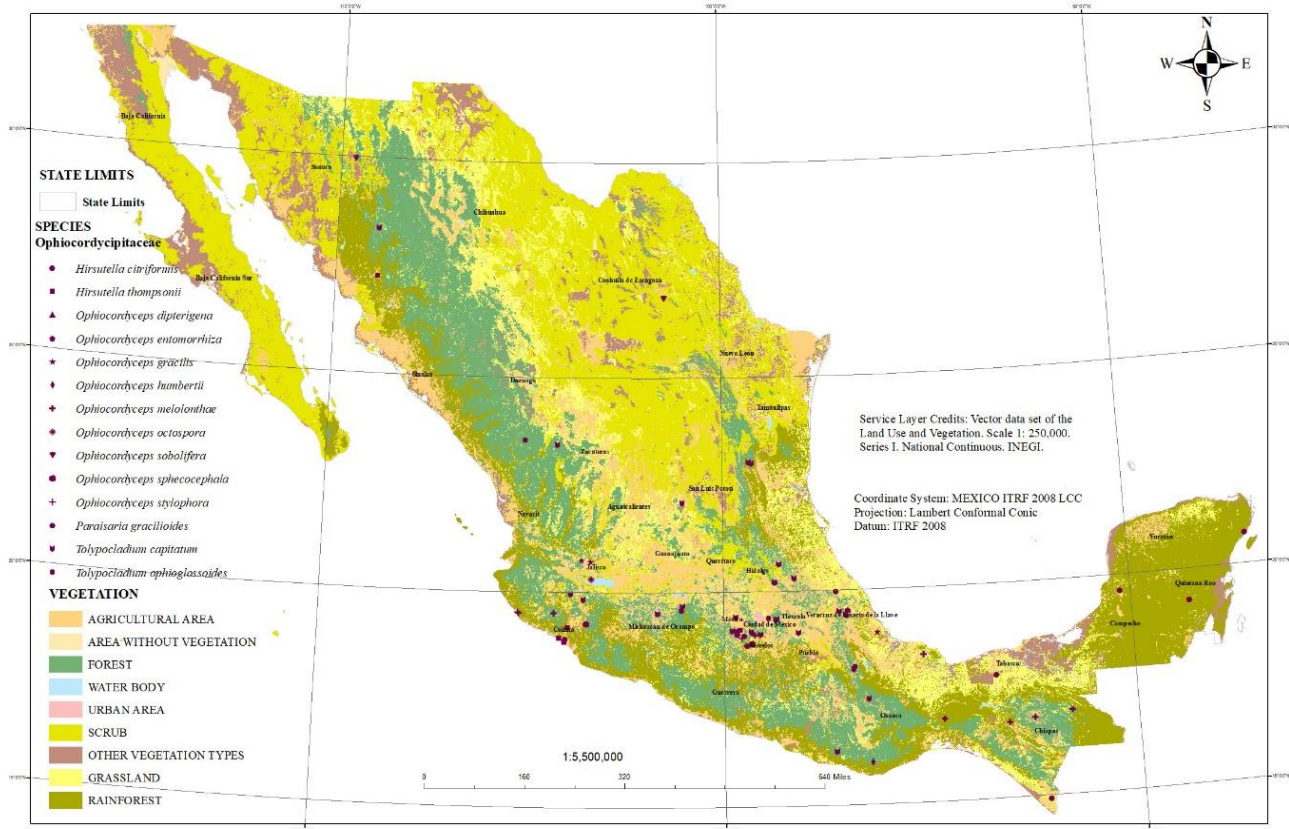 N
W E
S
STATE LIMITS
State Limits
SPECIES
Ophiocordycipitaceae
Hirsutella citriformis
Hirsutella thompsonii
Ophiocordyceps dipterigena
Ophiocordyceps entomorrhiza
Ophiocordyceps gracilis
Ophiocordyceps humbertii
Ophiocordyceps melolonthae
Ophiocordyceps octospora
Ophiocordyceps sobolifera
Ophiocordyceps sphecocephala
Ophiocordyceps stylophora
Paraisaria gracilioides
Tolypocladium capitatum
Tolypocladium ophioglossoides
VEGETATION
AGRICULTURAL AREA
AREA WITHOUT VEGETATION
FOREST
WATER BODY
URBAN AREA
SCRUB
OTHER VEGETATION TYPES
GRASSLAND
RAINFOREST
Baja California
Sonora
Chihuahua
Baja California Sur
Coahuila de Zaragoza
Nuevo León
Sinaloa
Durango
Tamaulipas
Zacatecas
San Luis Potosí
Nayarit
Aguascalientes
Guanajuato
Querétaro
Hidalgo
Jalisco
Yucatán
Quintana Roo
Campeche
Colima
Michoacán de Ocampo
México
Ciudad de México
Tlaxcala
Veracruz de Ignacio de la Llave
Morelos
Puebla
Tabasco
Guerrero
Oaxaca
Chiapas
Service Layer Credits: Vector data set of the
Land Use and Vegetation. Scale 1: 250,000.
Series I. National Continuous. INEGI.
Coordinate System: MEXICO ITRF 2008 LCC
Projection: Lambert Conformal Conic
Datum: ITRF 2008
1:5,500,000
0 160 320 640 Miles